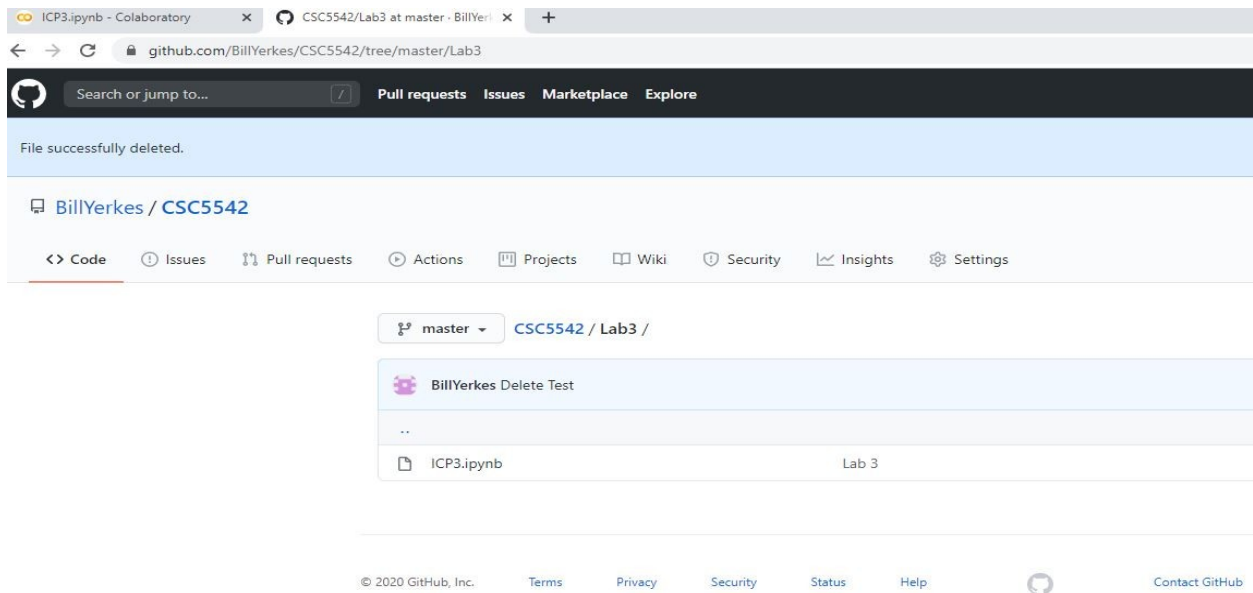 ICP3.ipynb - Colaboratory CSC5542/Lab3 at master · BillYer
github.com/BillYerkes/CSC5542/tree/master/Lab3
Search or jump to... / Pull requests Issues Marketplace Explore
File successfully deleted.
BillYerkes / CSC5542
<> Code Issues Pull requests Actions Projects Wiki Security Insights Settings
master CSC5542 / Lab3 /
BillYerkes Delete Test
..
ICP3.ipynb Lab 3
© 2020 GitHub, Inc. Terms Privacy Security Status Help Contact GitHub